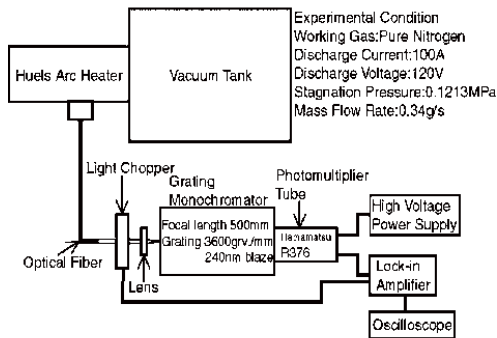 Experimental Condition
Working Gas:Pure Nitrogen
Discharge Current:100A
Discharge Voltage:120V
Stagnation Pressure:0.1213MPa
Mass Flow Rate:0.34g/s
Huels Arc Heater
Vacuum Tank
Light Chopper
Grating
Monochromator
Photomultiplier
Tube
Focal length 500mm
Grating 3600grv./mm
240nm blaze
Hamamatsu
R376
High Voltage
Power Supply
Optical Fiber
Lens
Lock-in
Amplifier
Oscilloscope